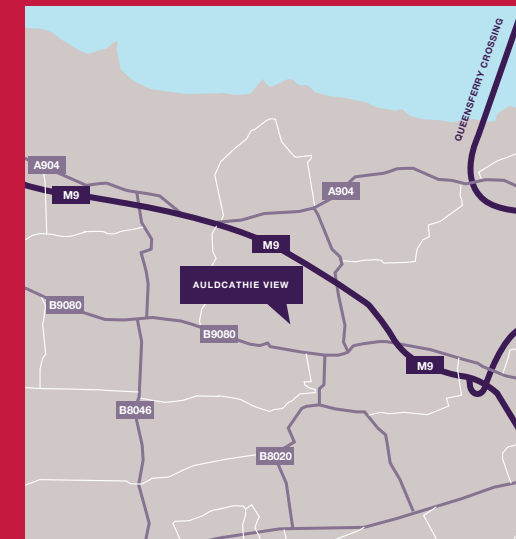 QUEENSFERRY CROSSING
A904
M9
A904
M9
AULDCATHIE VIEW
B9080
B9080
M9
B8046
B8020